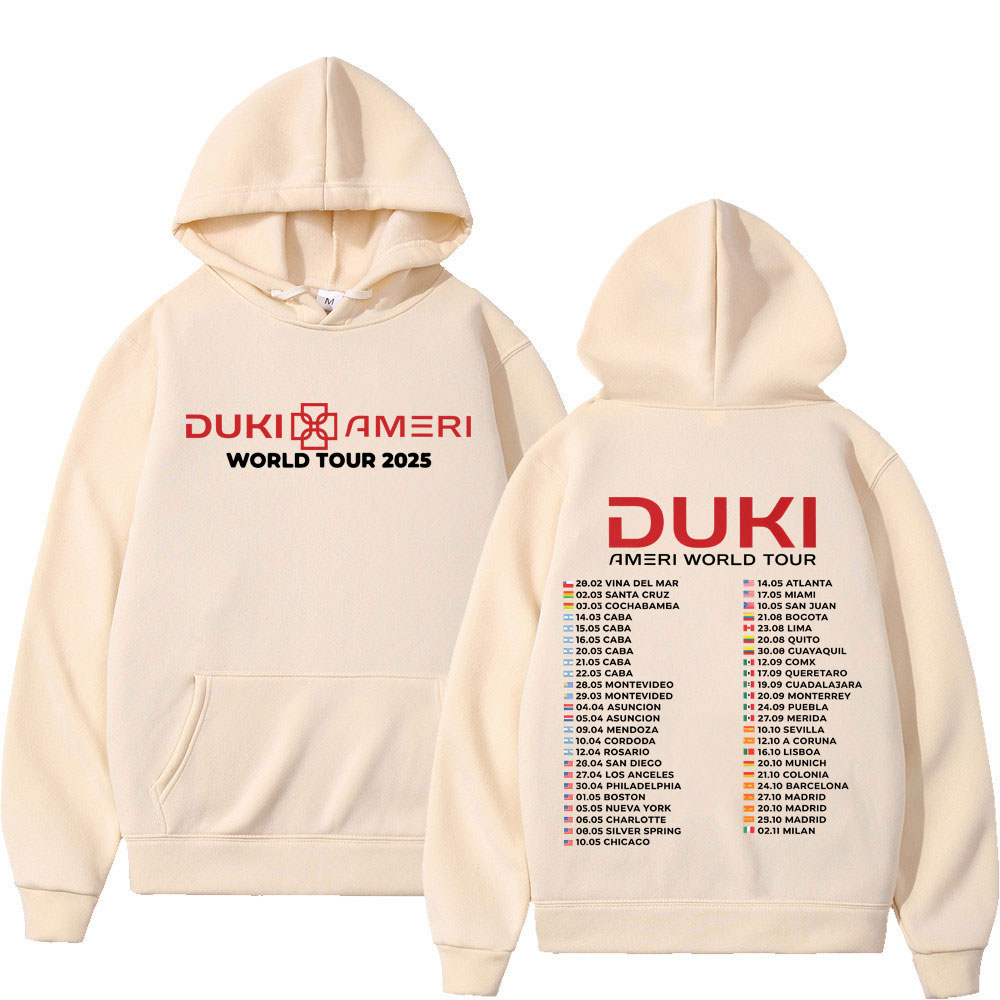 M
DUKI AMERI
WORLD TOUR 2025
DUKI
AMERI WORLD TOUR
20.02 VINA DEL MAR
02.03 SANTA CRUZ
03.03 COCHABAMBA
14.03 CABA
15.05 CABA
16.05 CABA
20.03 CABA
21.05 CABA
22.03 CABA
28.05 MONTEVIDEO
29.03 MONTEVIDED
04.04 ASUNCION
05.04 ASUNCION
09.04 MENDOZA
10.04 CORDODA
12.04 ROSARIO
26.04 SAN DIEGO
27.04 LOS ANGELES
30.04 PHILADELPHIA
01.05 BOSTON
03.05 NUEVA YORK
06.05 CHARLOTTE
08.05 SILVER SPRING
10.05 CHICACO
14.05 ATLANTA
17.05 MIAMI
10.05 SAN JUAN
21.08 BOCOTA
23.08 LIMA
20.08 QUITO
30.08 GUAYAQUIL
12.09 COMX
17.09 QUERETARO
19.09 CUADALAJARA
20.09 MONTERREY
24.09 PUEBLA
27.09 MERIDA
10.10 SEVILLA
12.10 A CORUNA
16.10 LISBOA
20.10 MUNICH
21.10 COLONIA
24.10 BARCELONA
27.10 MADRID
20.10 MADRID
29.10 MADRID
02.11 MILAN